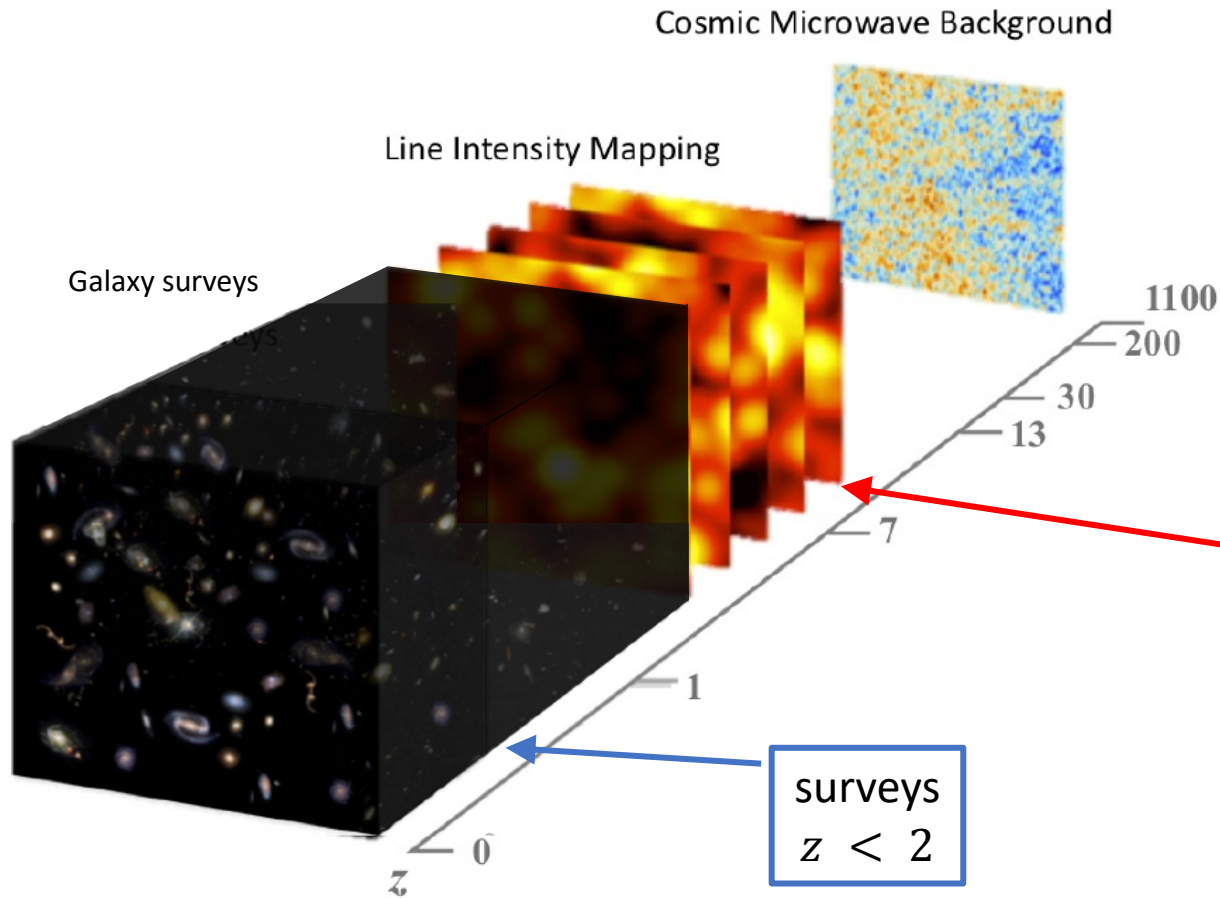 Cosmic Microwave Background
Line Intensity Mapping
Galaxy surveys
1100
200
30
13
7
1
0
z
surveys
z < 2